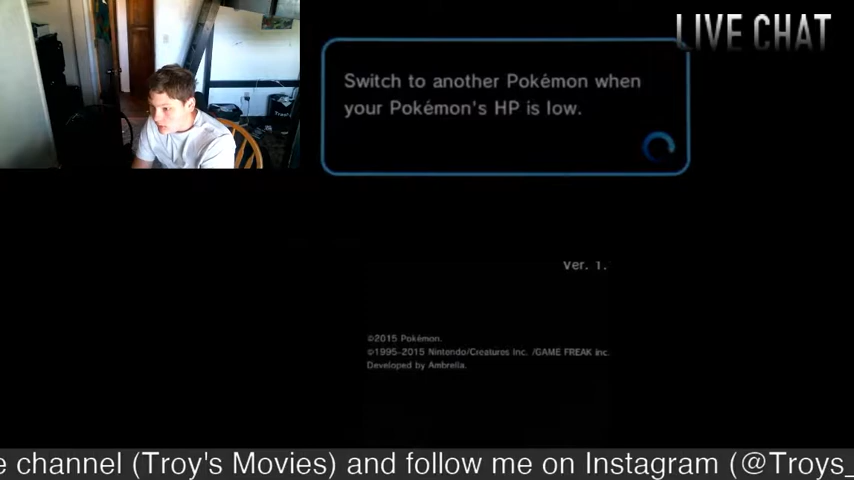 LIVE CHAT
Switch to another Pokémon when
your Pokémon's HP is low.
Ver. 1.
©2015 Pokémon.
©1995-2015 Nintendo/Creatures Inc. /GAME FREAK inc.
Developed by Ambrella.
e channel (Troy's Movies) and follow me on Instagram (@Troys_